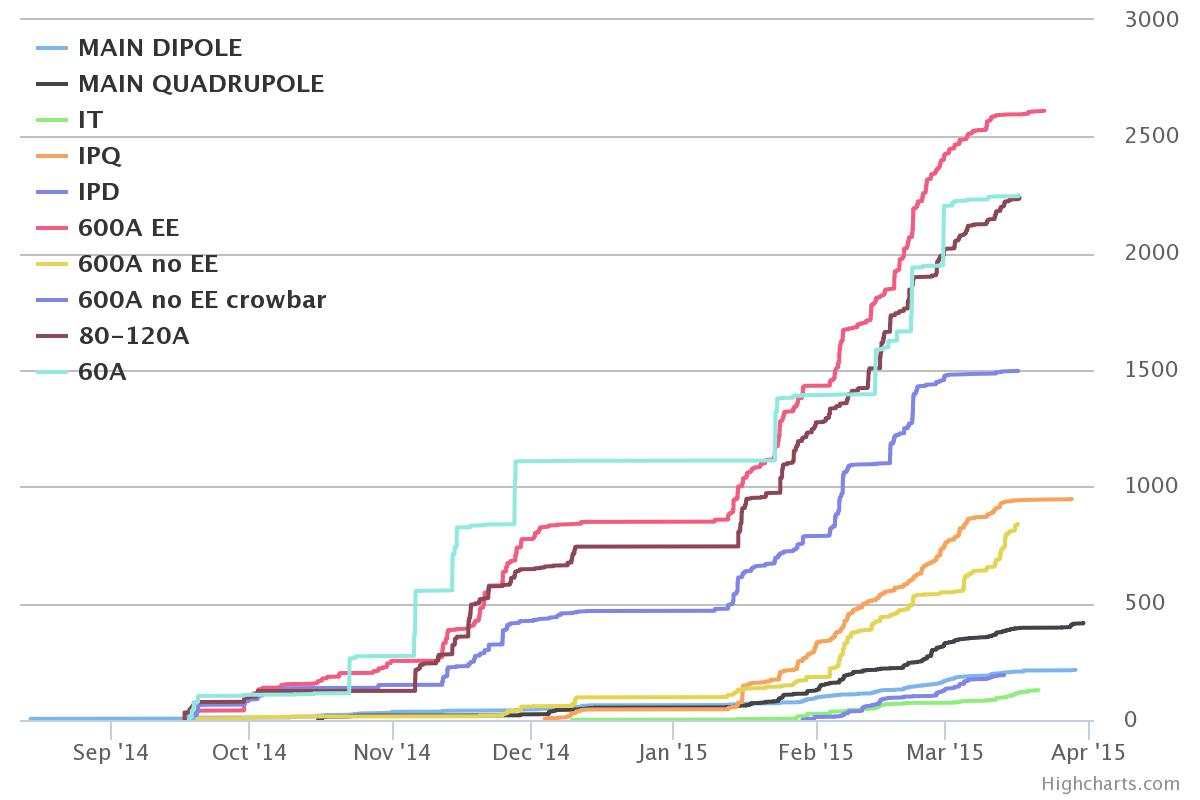 3000
MAIN DIPOLE
MAIN QUADRUPOLE
IT
2500
IPQ
IPD
600A EE
2000
600A no EE
600A no EE crowbar
80-120A
1500
60A
1000
500
0
Sep '14 Oct '14 Nov '14 Dec '14 Jan '15 Feb '15 Mar '15 Apr '15
Highcharts.com